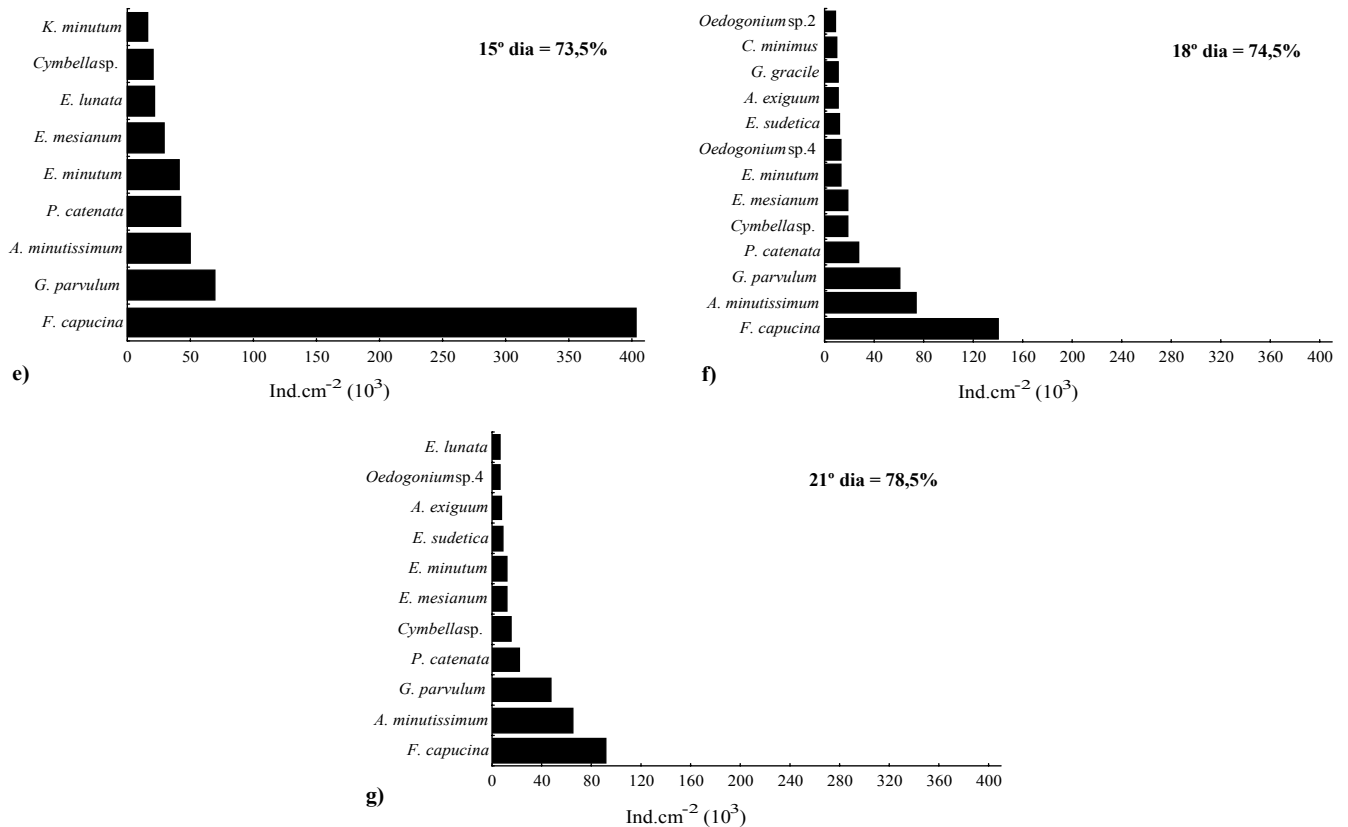 K. minutum
15º dia = 73,5%
Cymbella sp.
E. lunata
E. mesianum
E. minutum
P. catenata
A. minutissimum
G. parvulum
F. capucina
0 50 100 150 200 250 300 350 400
e)
Ind.cm-2 (103)
Oedogonium sp.2
18º dia = 74,5%
C. minimus
G. gracile
A. exiguum
E. sudetica
Oedogonium sp.4
E. minutum
E. mesianum
Cymbella sp.
P. catenata
G. parvulum
A. minutissimum
F. capucina
0 40 80 120 160 200 240 280 320 360 400
f)
Ind.cm-2 (103)
E. lunata
21º dia = 78,5%
Oedogonium sp.4
A. exiguum
E. sudetica
E. minutum
E. mesianum
Cymbella sp.
P. catenata
G. parvulum
A. minutissimum
F. capucina
0 40 80 120 160 200 240 280 320 360 400
g)
Ind.cm-2 (103)